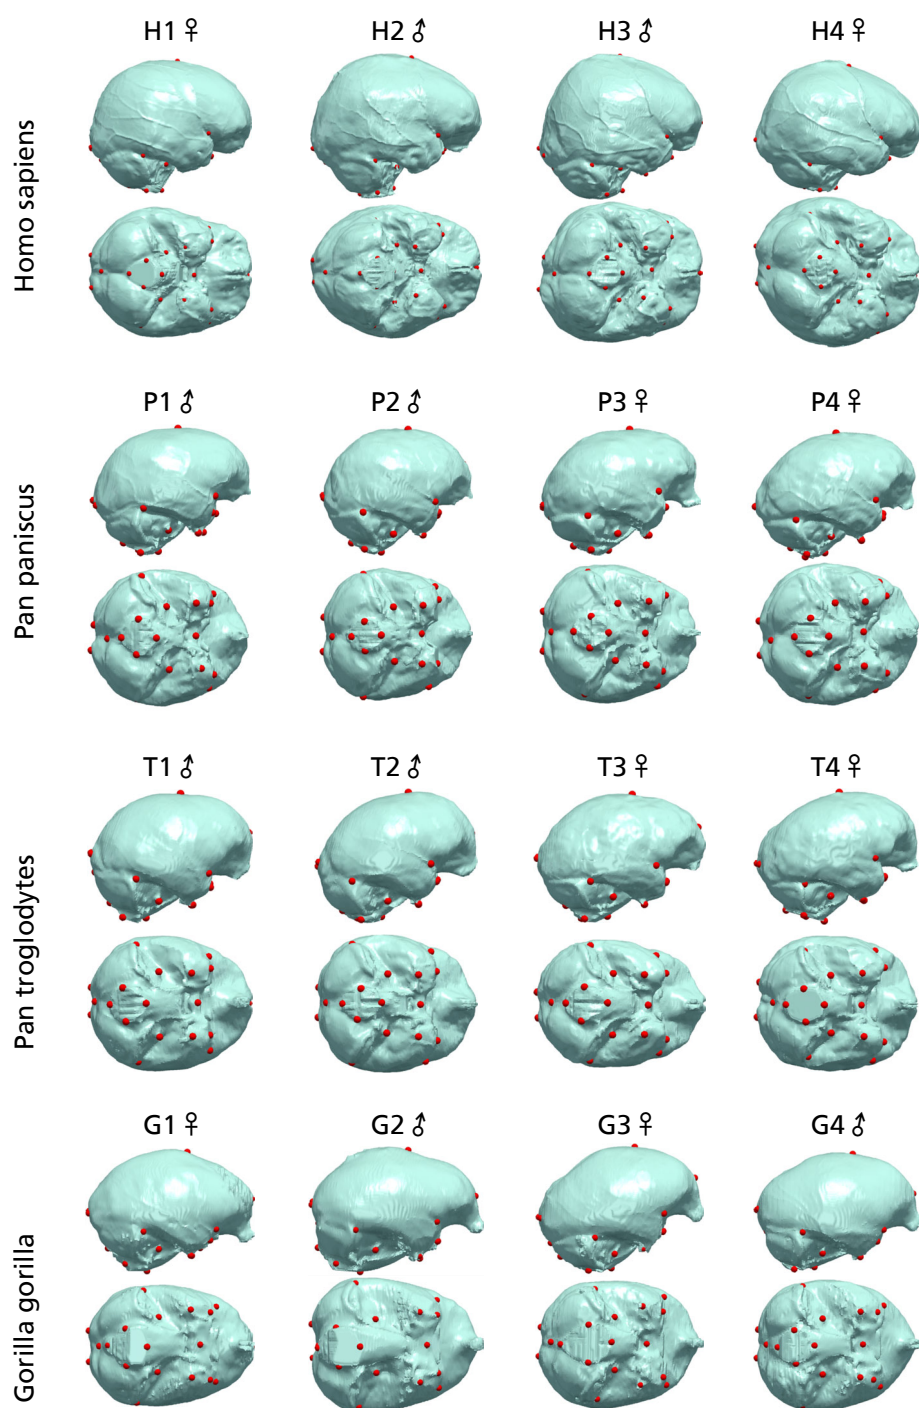 H1 ♀ H2 ♂ H3 ♂ H4 ♀
Homo sapiens
P1 ♂ P2 ♂ P3 ♀ P4 ♀
Pan paniscus
T1 ♂ T2 ♂ T3 ♀ T4 ♀
Pan troglodytes
G1 ♀ G2 ♂ G3 ♀ G4 ♂
Gorilla gorilla